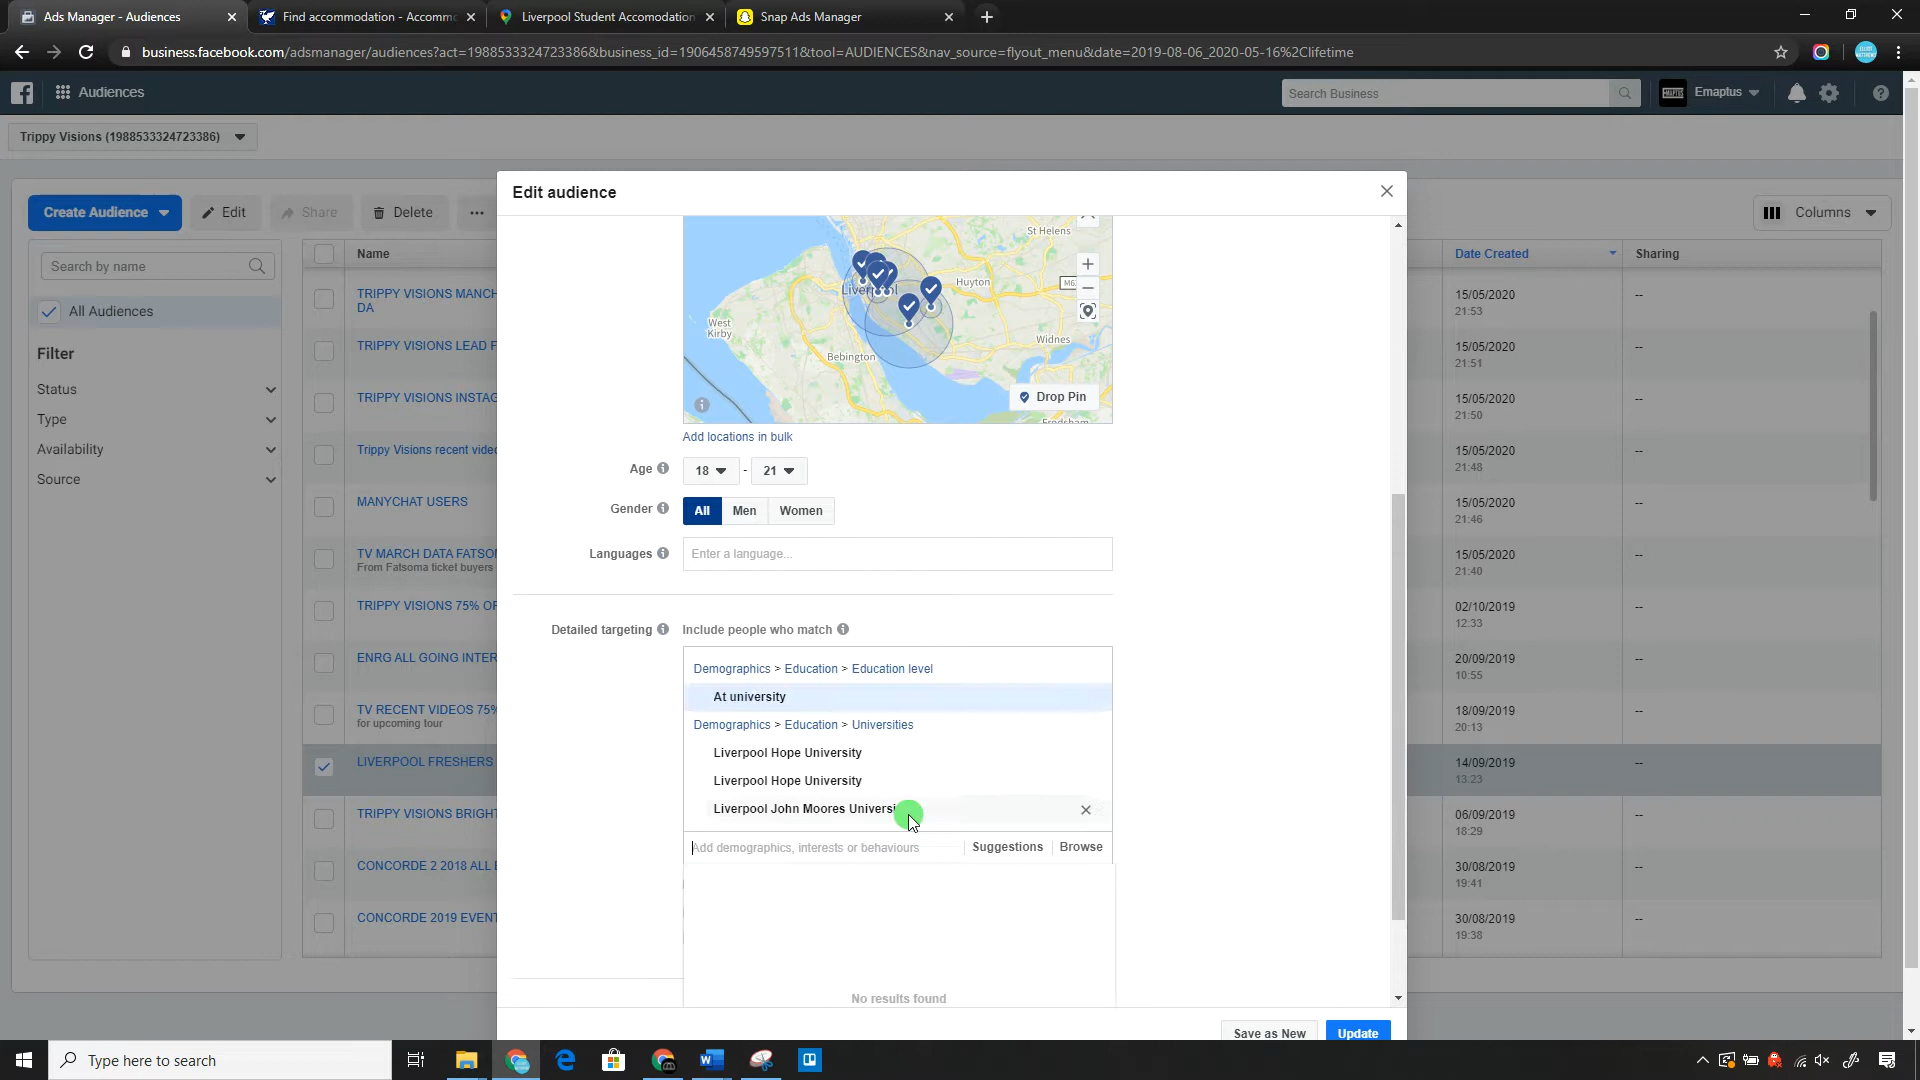 Ads Manager - Audiences
Find accommodation - Accommo
Liverpool Student Accomodation
Snap Ads Manager
business.facebook.com/adsmanager/audiences?act=1988533324723386&business_id=1906458749597511&tool=AUDIENCES&nav_source=flyout_menu&date=2019-08-06_2020-05-16%2Clifetime
Audiences
Search Business
Emaptus
Trippy Visions (1988533324723386)
Create Audience
Edit
Share
Delete
Columns
Search by name
All Audiences
Filter
Status
Type
Availability
Source
Name
Date Created
Sharing
TRIPPY VISIONS MANCH
DA
15/05/2020
21:53
--
TRIPPY VISIONS LEAD F
15/05/2020
21:51
--
TRIPPY VISIONS INSTAG
15/05/2020
21:50
--
Trippy Visions recent video
15/05/2020
21:48
--
MANYCHAT USERS
15/05/2020
21:46
--
TV MARCH DATA FATSOM
From Fatsoma ticket buyers
15/05/2020
21:40
--
TRIPPY VISIONS 75% OF
02/10/2019
12:33
--
ENRG ALL GOING INTER
20/09/2019
10:55
--
TV RECENT VIDEOS 75%
for upcoming tour
18/09/2019
20:13
--
LIVERPOOL FRESHERS
14/09/2019
13:23
--
TRIPPY VISIONS BRIGHT
06/09/2019
18:29
--
CONCORDE 2 2018 ALL E
30/08/2019
19:41
--
CONCORDE 2019 EVENT
30/08/2019
19:38
--
Edit audience
St Helens
Huyton
Liverpool
West
Kirby
Widnes
Bebington
Drop Pin
Frodsham
Add locations in bulk
Age
18
-
21
Gender
All
Men
Women
Languages
Enter a language...
Detailed targeting
Include people who match
Demographics > Education > Education level
At university
Demographics > Education > Universities
Liverpool Hope University
Liverpool Hope University
Liverpool John Moores Universi
Add demographics, interests or behaviours
Suggestions
Browse
No results found
Save as New
Update
Type here to search